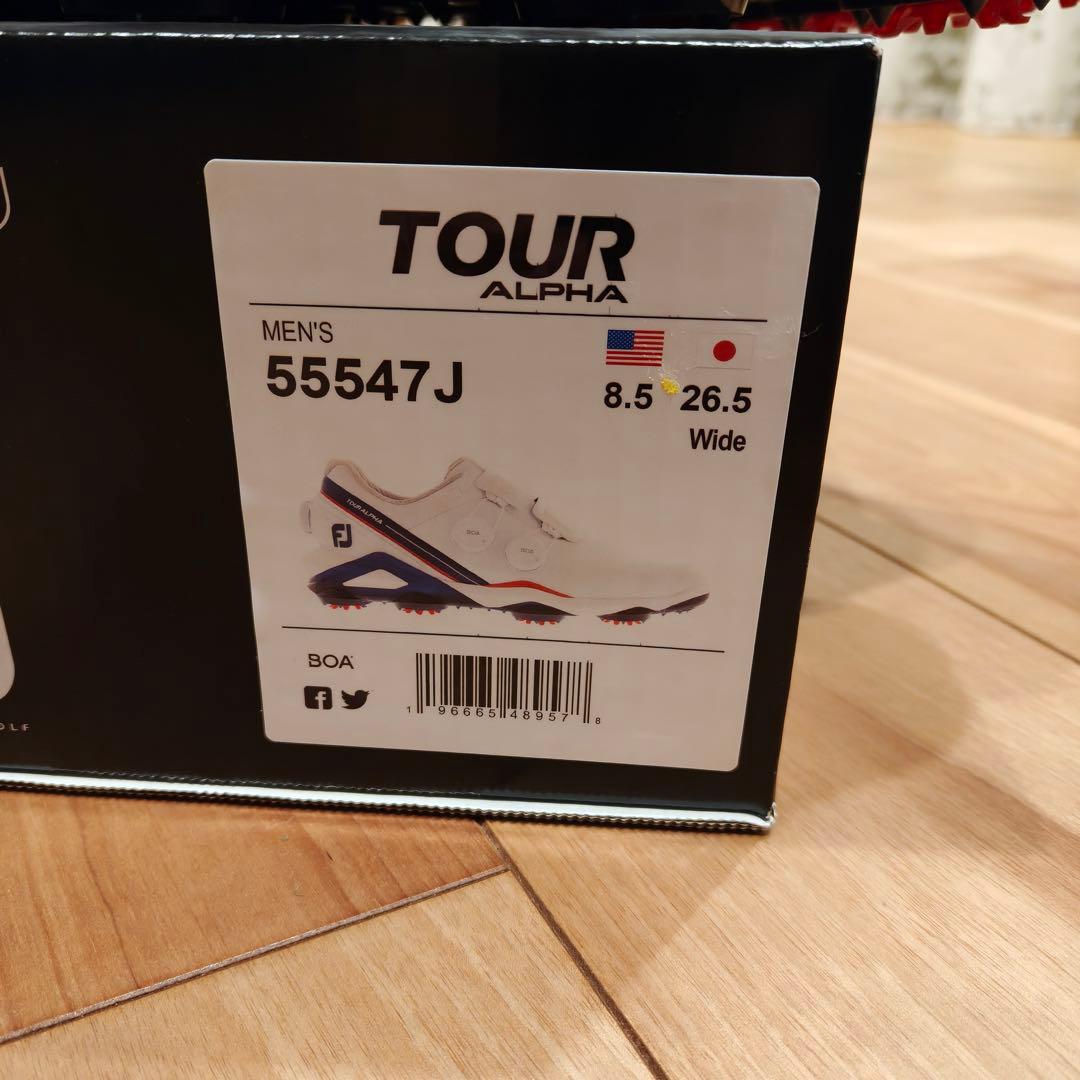 TOUR
ALPHA
MEN'S
55547J
8.5 26.5
Wide
TOUR ALPHA
FJ
BOA
BOA
BOA
1 96665 48957 8